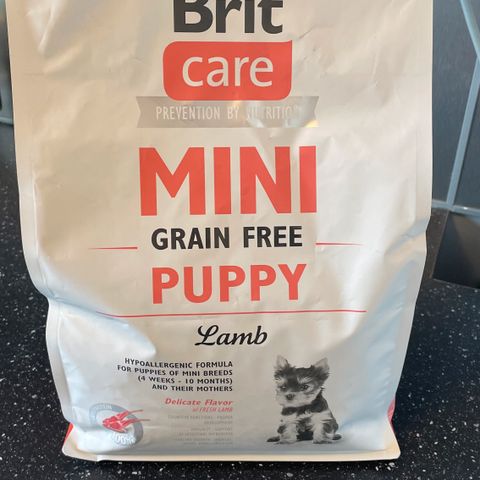 Brit
care
PREVENTION BY NUTRITION
MINI
GRAIN FREE
PUPPY
Lamb
HYPOALLERGENIC FORMULA
FOR PUPPIES OF MINI BREEDS
(4 WEEKS - 10 MONTHS)
AND THEIR MOTHERS
Delicate Flavor
of FRESH LAMB